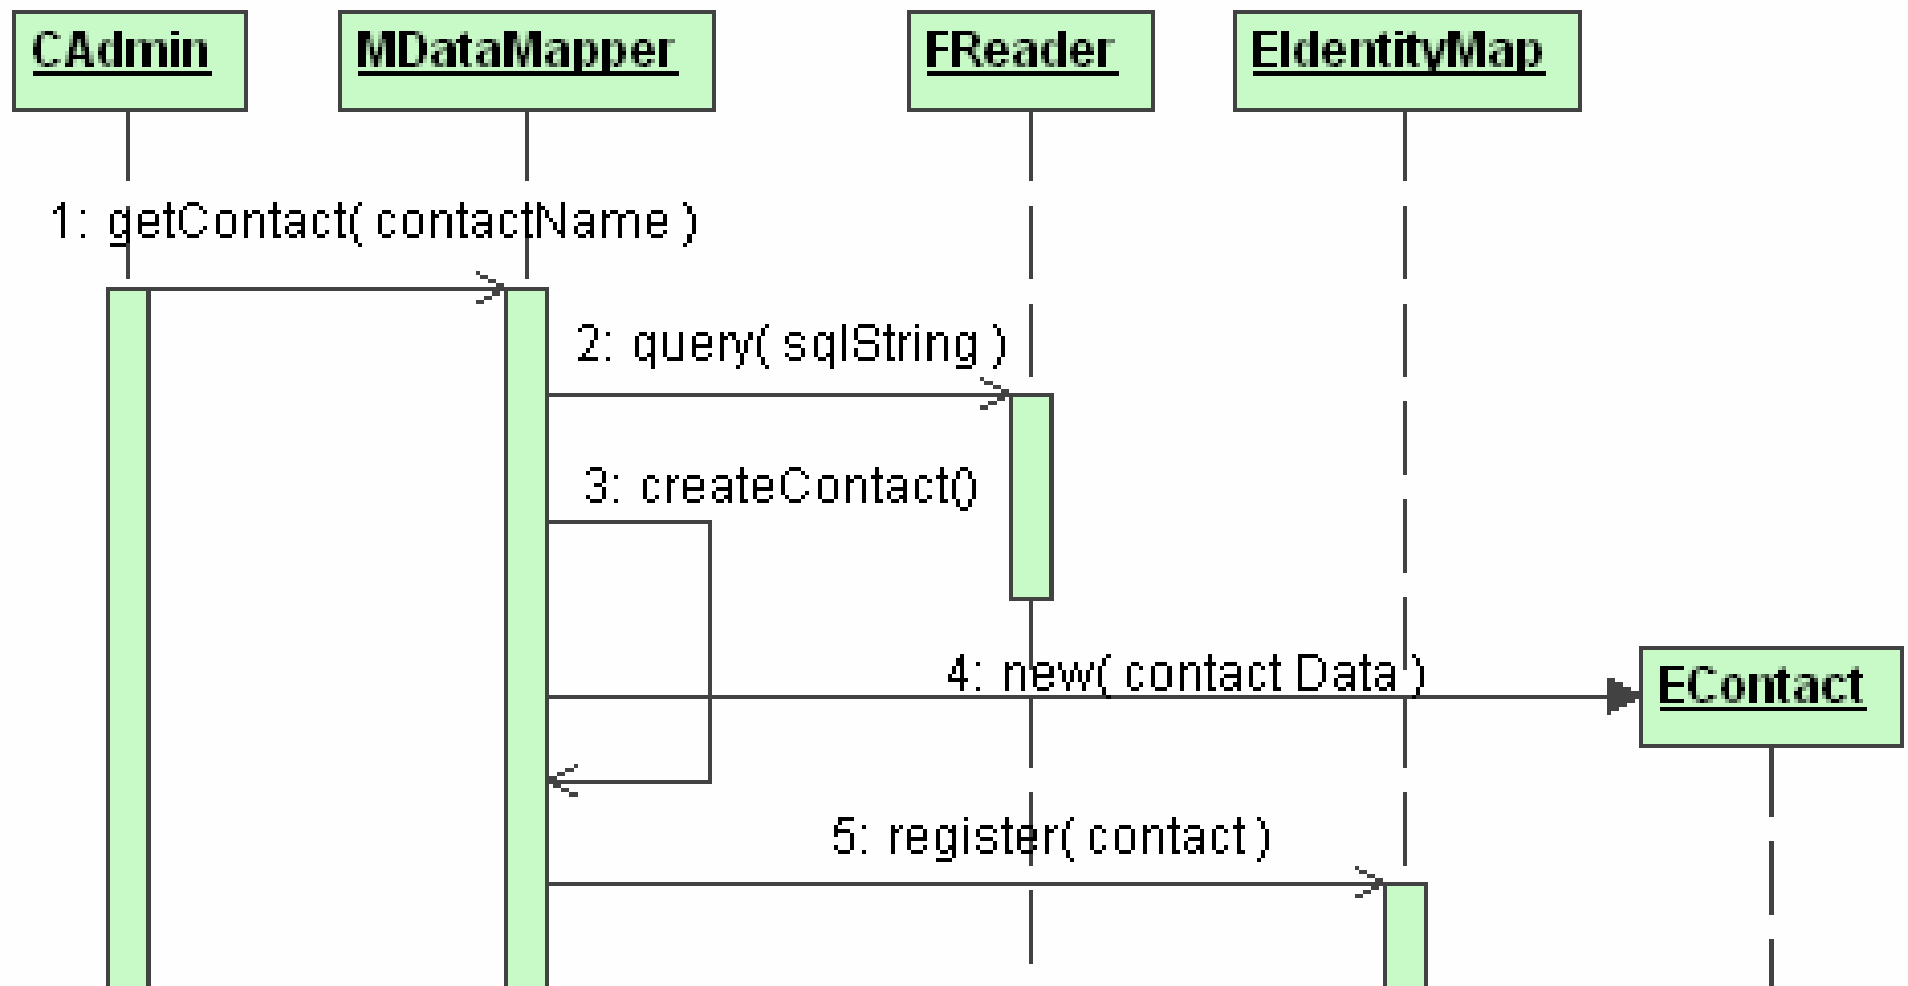 CAdmin
MDataMapper
FReader
EIdentityMap
1: getContact( contactName )
2: query( sqlString )
3: createContact()
4: new( contact Data )
EContact
5: register( contact )